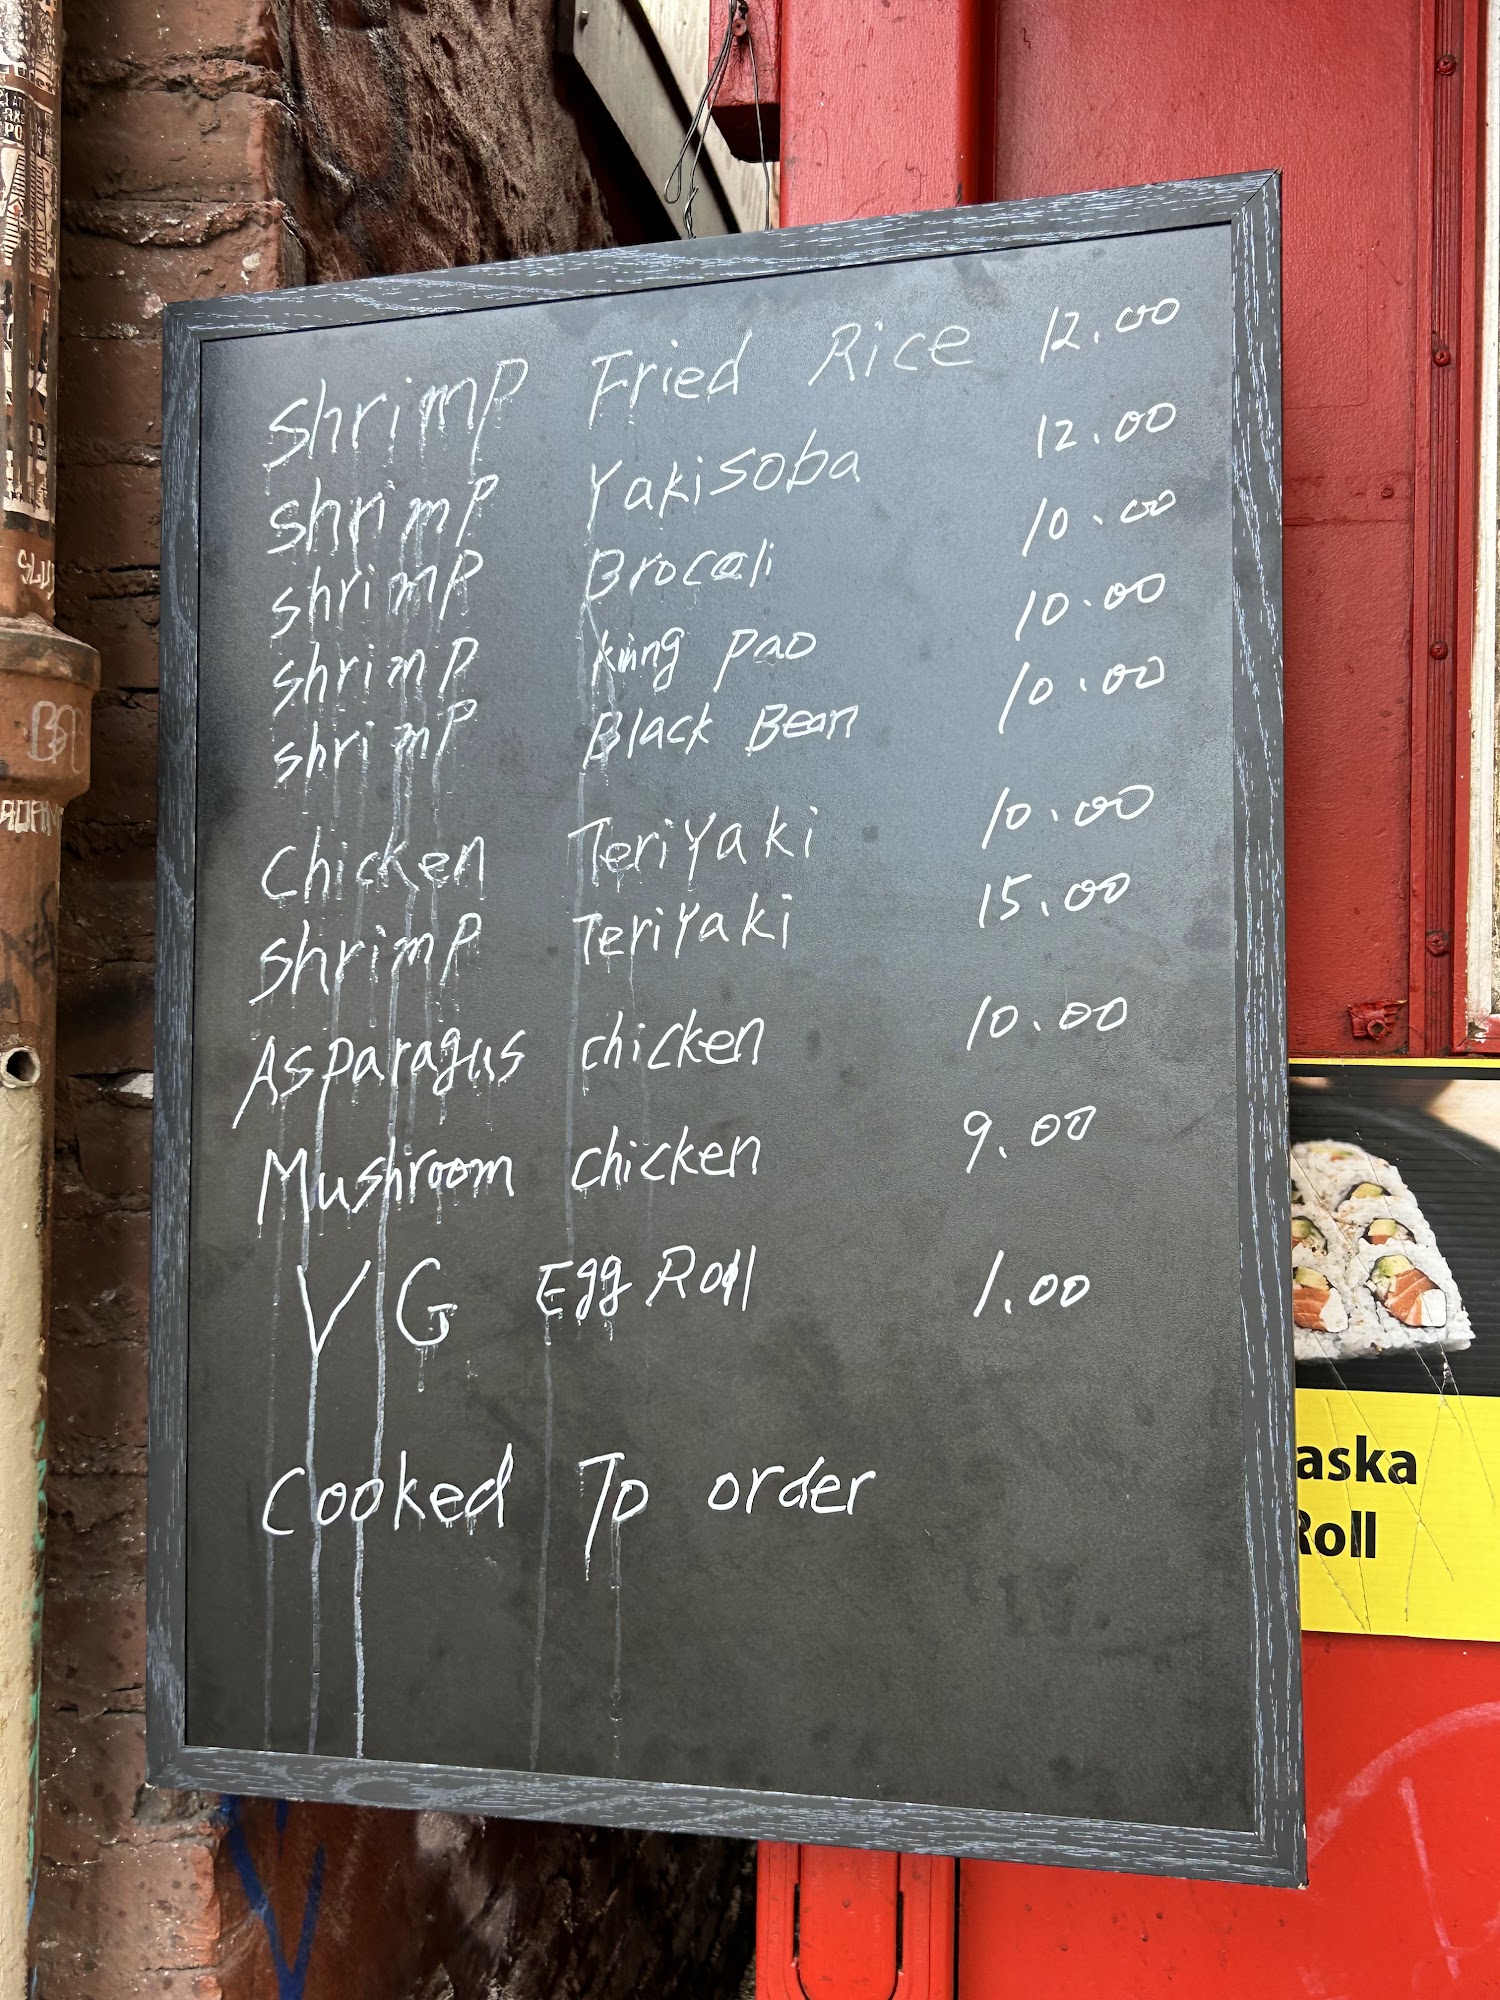 Shrimp Fried Rice 12.00
Shrimp Yakisoba 12.00
Shrimp Brocoli 10.00
Shrimp kung pao 10.00
Shrimp Black Bean 10.00
Chicken Teriyaki 10.00
Shrimp Teriyaki 15.00
Asparagus chicken 10.00
Mushroom chicken 9.00
VG Egg Roll 1.00
Cooked To order
aska
Roll